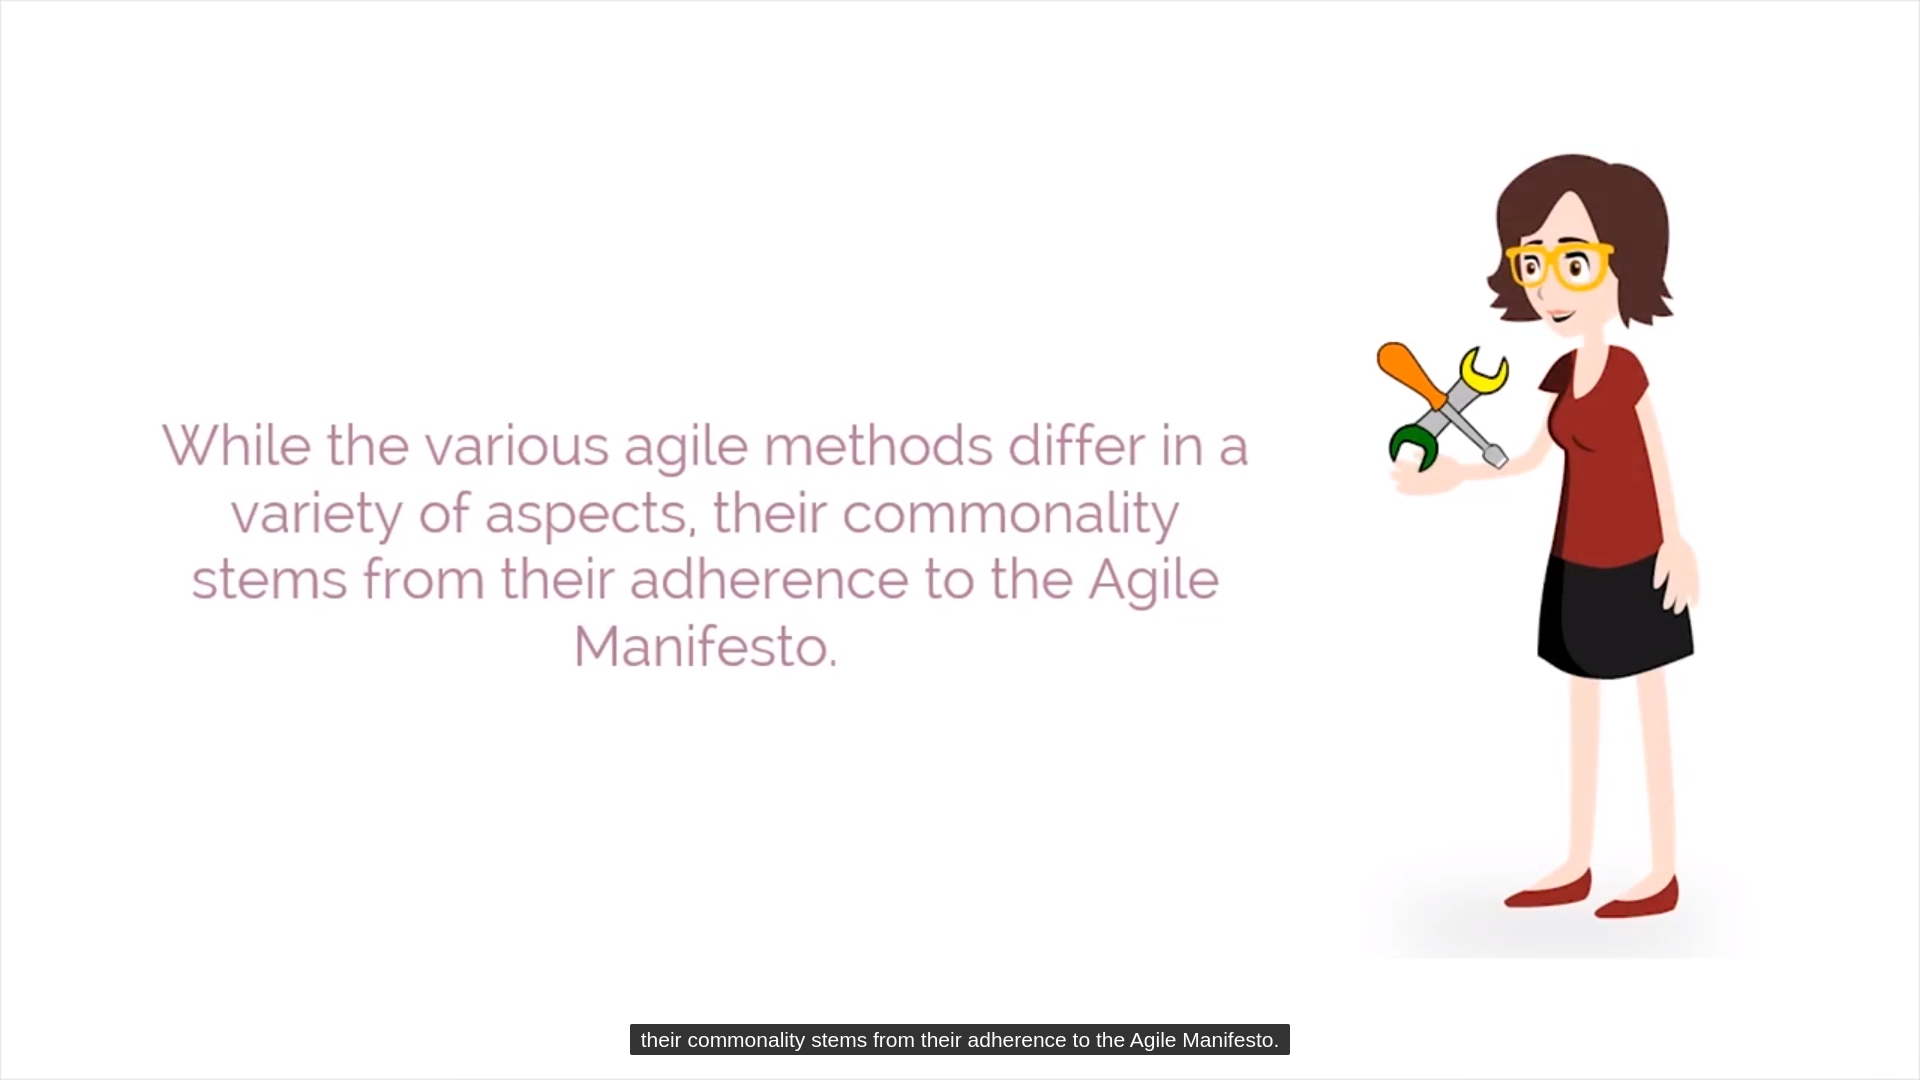 While the various agile methods differ in a
variety of aspects, their commonality
stems from their adherence to the Agile
Manifesto.
their commonality stems from their adherence to the Agile Manifesto.